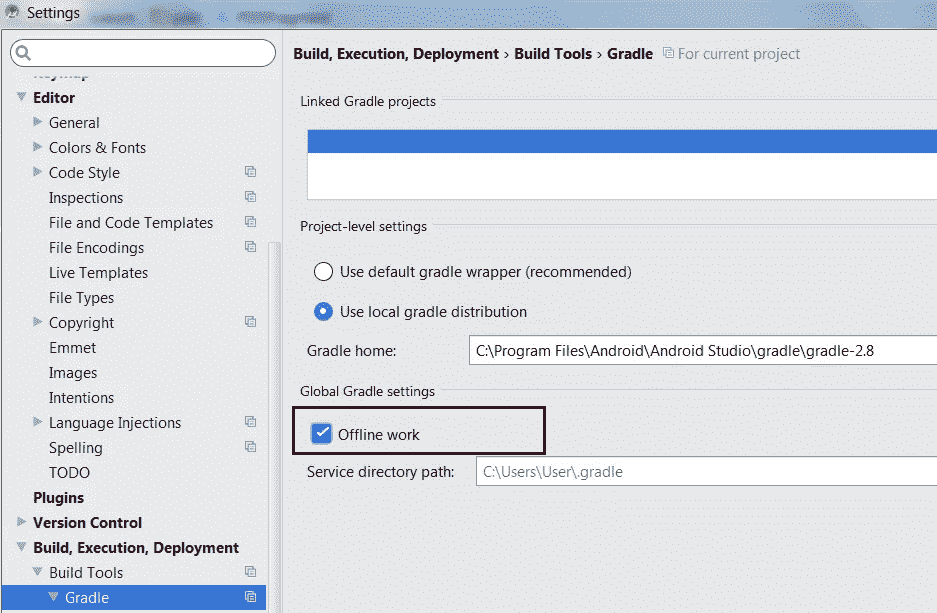 Settings
Build, Execution, Deployment › Build Tools › Gradle For current project
Keymap
Editor
General
Colors & Fonts
Code Style
Inspections
File and Code Templates
File Encodings
Live Templates
File Types
Copyright
Emmet
Images
Intentions
Language Injections
Spelling
TODO
Plugins
Version Control
Build, Execution, Deployment
Build Tools
Gradle
Linked Gradle projects
Project-level settings
Use default gradle wrapper (recommended)
Use local gradle distribution
Gradle home: C:\Program Files\Android\Android Studio\gradle\gradle-2.8
Global Gradle settings
Offline work
Service directory path: C:\Users\User\.gradle